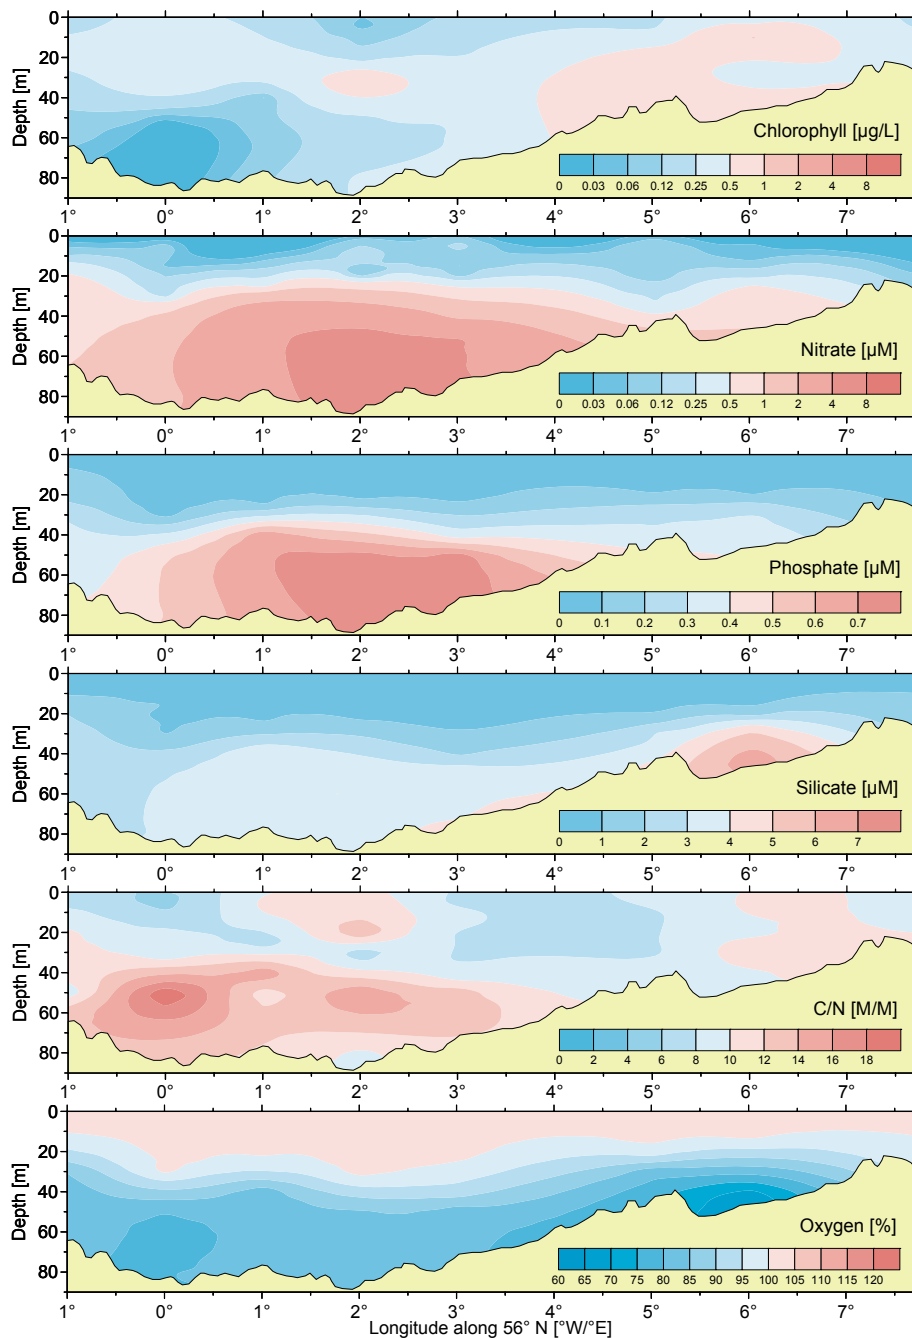 0
20
40
60
80
Depth [m]
Chlorophyll [µg/L]
0 0.03 0.06 0.12 0.25 0.5 1 2 4 8
1° 0° 1° 2° 3° 4° 5° 6° 7°
0
20
40
60
80
Depth [m]
Nitrate [µM]
0 0.03 0.06 0.12 0.25 0.5 1 2 4 8
1° 0° 1° 2° 3° 4° 5° 6° 7°
0
20
40
60
80
Depth [m]
Phosphate [µM]
0 0.1 0.2 0.3 0.4 0.5 0.6 0.7
1° 0° 1° 2° 3° 4° 5° 6° 7°
0
20
40
60
80
Depth [m]
Silicate [µM]
0 1 2 3 4 5 6 7
1° 0° 1° 2° 3° 4° 5° 6° 7°
0
20
40
60
80
Depth [m]
C/N [M/M]
0 2 4 6 8 10 12 14 16 18
1° 0° 1° 2° 3° 4° 5° 6° 7°
0
20
40
60
80
Depth [m]
Oxygen [%]
60 65 70 75 80 85 90 95 100 105 110 115 120
1° 0° 1° 2° 3° 4° 5° 6° 7°
Longitude along 56° N [°W/°E]